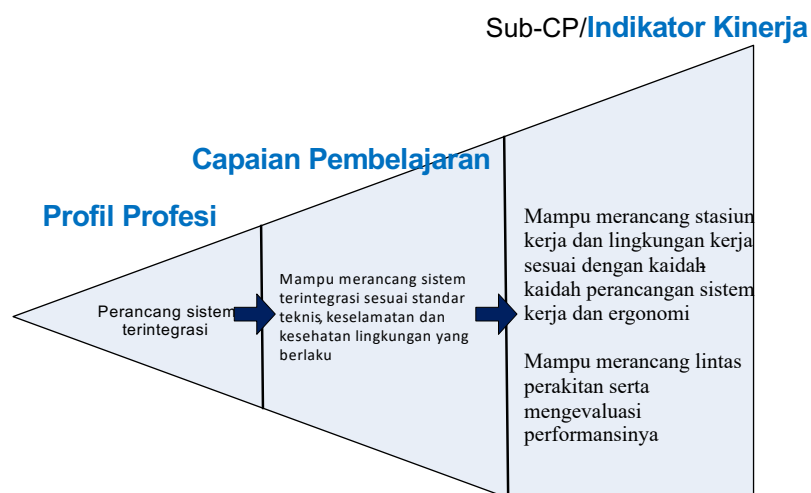 Sub-CP/Indikator Kinerja
Capaian Pembelajaran
Profil Profesi
Perancang sistem
terintegrasi
Mampu merancang sistem
terintegrasi sesuai standar
teknis, keselamatan dan
kesehatan lingkungan yang
berlaku
Mampu merancang stasiun
kerja dan lingkungan kerja
sesuai dengan kaidah-
kaidah perancangan sistem
kerja dan ergonomi
Mampu merancang lintas
perakitan serta
mengevaluasi
performansinya